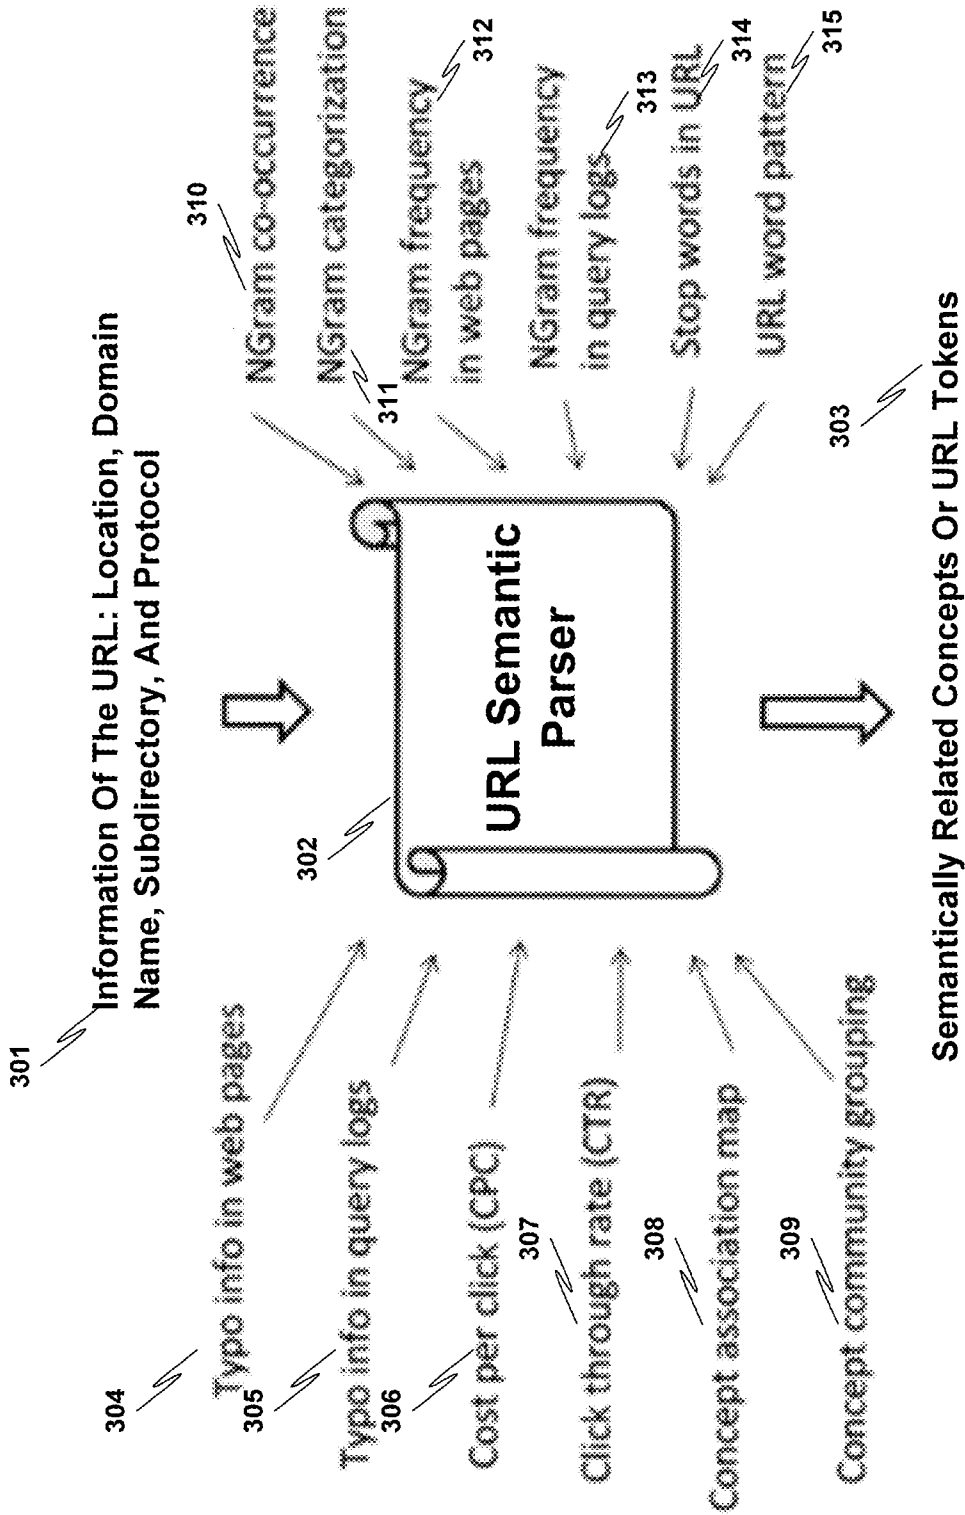 301
Information Of The URL: Location, Domain
Name, Subdirectory, And Protocol
304
Typo info in web pages
305
Typo info in query logs
306
Cost per click (CPC)
307
Click through rate (CTR)
308
Concept association map
309
Concept community grouping
302
URL Semantic
Parser
310
NGram co-occurrence
NGram categorization
311
NGram frequency
in web pages
312
NGram frequency
in query logs
313
Stop words in URL
314
URL word pattern
315
303
Semantically Related Concepts Or URL Tokens